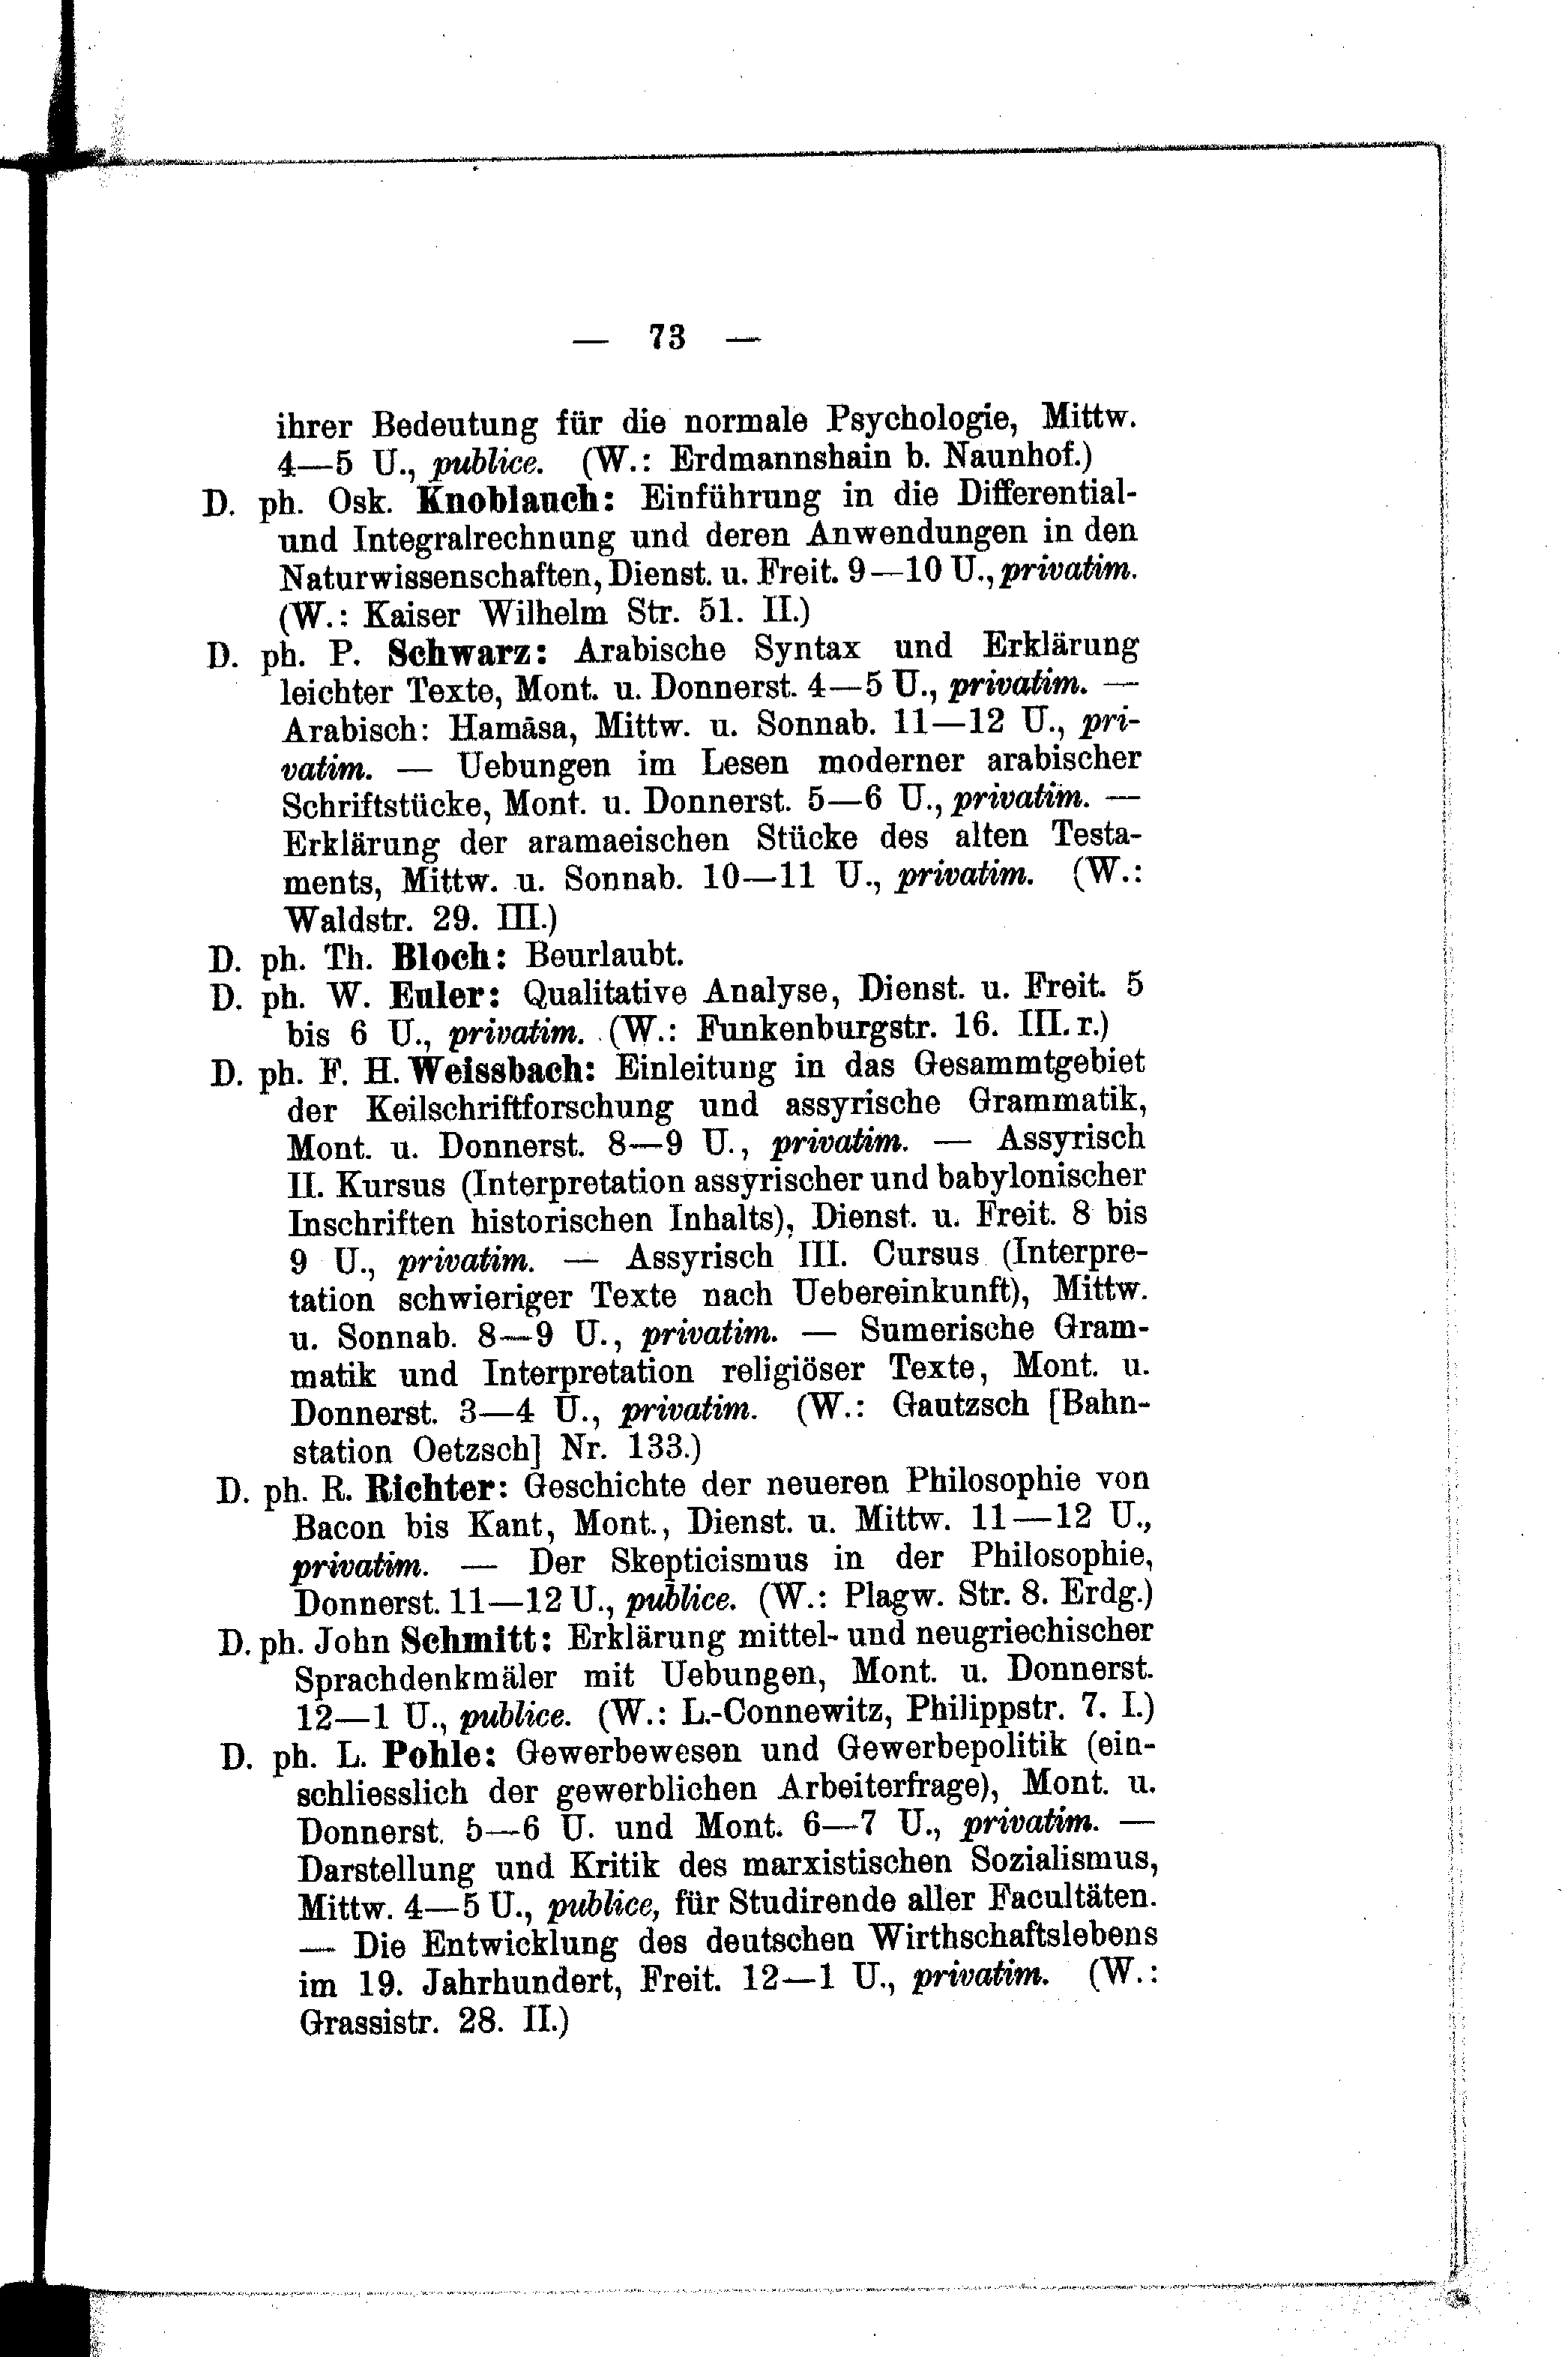 — 73 —
ihrer Bedeutung für die normale Psychologie, Mittw.
4—5 U., publice. (W.: Erdmannshain b. Naunhof.)
D. ph. Osk. Knoblauch: Einführung in die Differential-
und Integralrechnung und deren Anwendungen in den
Naturwissenschaften, Dienst. u. Freit. 9—10 U., privatim.
(W.: Kaiser Wilhelm Str. 51. II.)
D. ph. P. Schwarz: Arabische Syntax und Erklärung
leichter Texte, Mont. u. Donnerst. 4—5 U., privatim. —
Arabisch: Hamāsa, Mittw. u. Sonnab. 11—12 U., pri-
vatim. — Uebungen im Lesen moderner arabischer
Schriftstücke, Mont. u. Donnerst. 5—6 U., privatim. —
Erklärung der aramaeischen Stücke des alten Testa-
ments, Mittw. u. Sonnab. 10—11 U., privatim. (W.:
Waldstr. 29. III.)
D. ph. Th. Bloch: Beurlaubt.
D. ph. W. Euler: Qualitative Analyse, Dienst. u. Freit. 5
bis 6 U., privatim. (W.: Funkenburgstr. 16. III. r.)
D. ph. F. H. Weissbach: Einleitung in das Gesammtgebiet
der Keilschriftforschung und assyrische Grammatik,
Mont. u. Donnerst. 8—9 U., privatim. — Assyrisch
II. Kursus (Interpretation assyrischer und babylonischer
Inschriften historischen Inhalts), Dienst. u. Freit. 8 bis
9 U., privatim. — Assyrisch III. Cursus (Interpre-
tation schwieriger Texte nach Uebereinkunft), Mittw.
u. Sonnab. 8—9 U., privatim. — Sumerische Gram-
matik und Interpretation religiöser Texte, Mont. u.
Donnerst. 3—4 U., privatim. (W.: Gautzsch [Bahn-
station Oetzsch] Nr. 133.)
D. ph. R. Richter: Geschichte der neueren Philosophie von
Bacon bis Kant, Mont., Dienst. u. Mittw. 11—12 U.,
privatim. — Der Skepticismus in der Philosophie,
Donnerst. 11—12 U., publice. (W.: Plagw. Str. 8. Erdg.)
D. ph. John Schmitt: Erklärung mittel- und neugriechischer
Sprachdenkmäler mit Uebungen, Mont. u. Donnerst.
12—1 U., publice. (W.: L.-Connewitz, Philippstr. 7. I.)
D. ph. L. Pohle: Gewerbewesen und Gewerbepolitik (ein-
schliesslich der gewerblichen Arbeiterfrage), Mont. u.
Donnerst. 5—6 U. und Mont. 6—7 U., privatim. —
Darstellung und Kritik des marxistischen Sozialismus,
Mittw. 4—5 U., publice, für Studirende aller Facultäten.
— Die Entwicklung des deutschen Wirthschaftslebens
im 19. Jahrhundert, Freit. 12—1 U., privatim. (W.:
Grassistr. 28. II.)